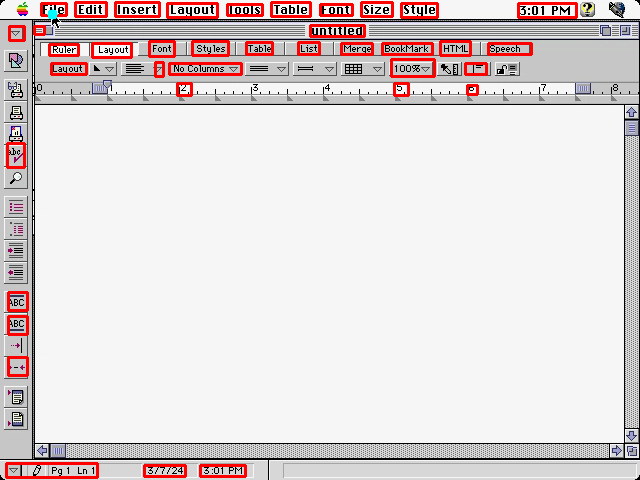 File Edit Insert Layout Tools Table Font Size Style 3:01 PM
untitled
Ruler Layout Font Styles Table List Merge BookMark HTML Speech
Layout No Columns 100%
0 1 2 3 4 5 6 7 8
abc
ABC
ABC
Pg 1 Ln 1 3/7/24 3:01 PM